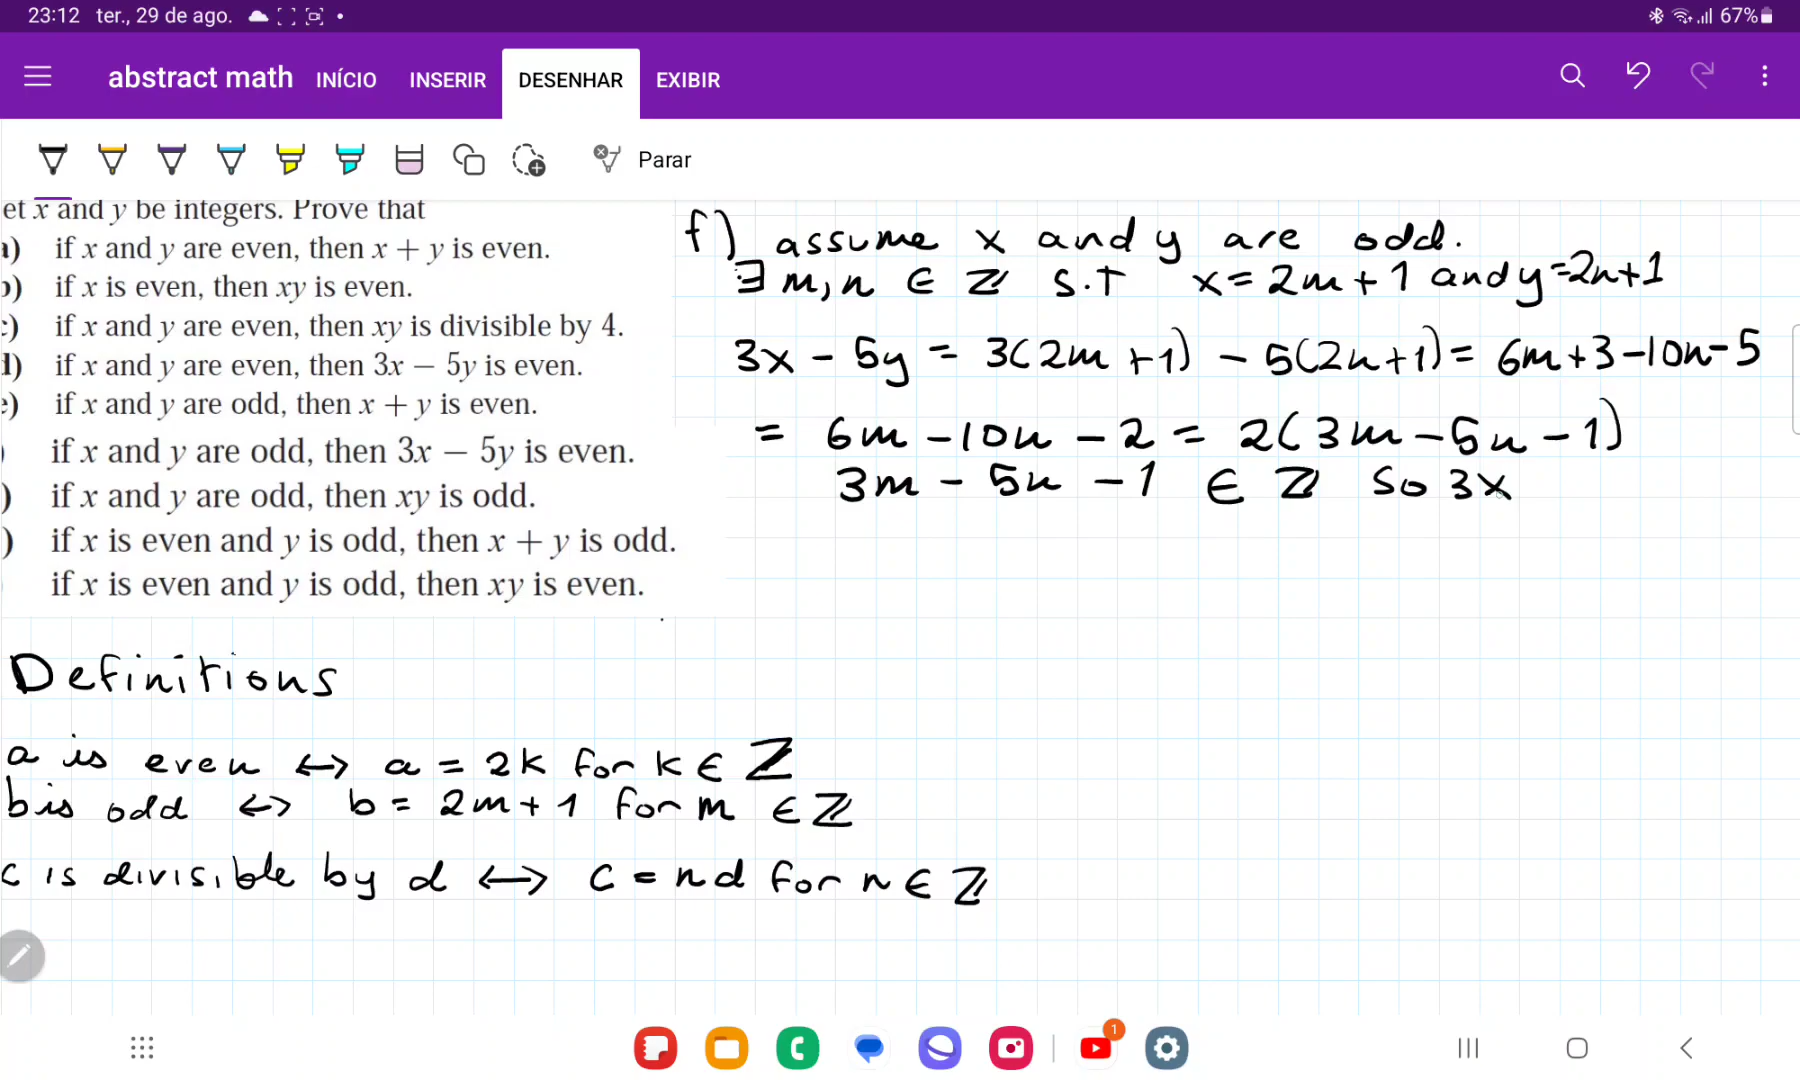 23:12 ter., 29 de ago. 67%
abstract math INÍCIO INSERIR DESENHAR EXIBIR
Parar
et x and y be integers. Prove that
) if x and y are even, then x + y is even.
) if x is even, then xy is even.
) if x and y are even, then xy is divisible by 4.
) if x and y are even, then 3x − 5y is even.
) if x and y are odd, then x + y is even.
) if x and y are odd, then 3x − 5y is even.
) if x and y are odd, then xy is odd.
) if x is even and y is odd, then x + y is odd.
if x is even and y is odd, then xy is even.
f) assume x and y are odd.
∃ m,n ∈ ℤ s.t x = 2m + 1 and y = 2n+1
3x − 5y = 3(2m + 1) − 5(2n+1) = 6m+3−10n−5
= 6m − 10n − 2 = 2(3m − 5n − 1)
3m − 5n − 1 ∈ ℤ so 3x
Definitions
a is even ↔ a = 2k for k ∈ ℤ
b is odd ↔ b = 2m + 1 for m ∈ ℤ
c is divisible by d ↔ c = nd for n ∈ ℤ
1